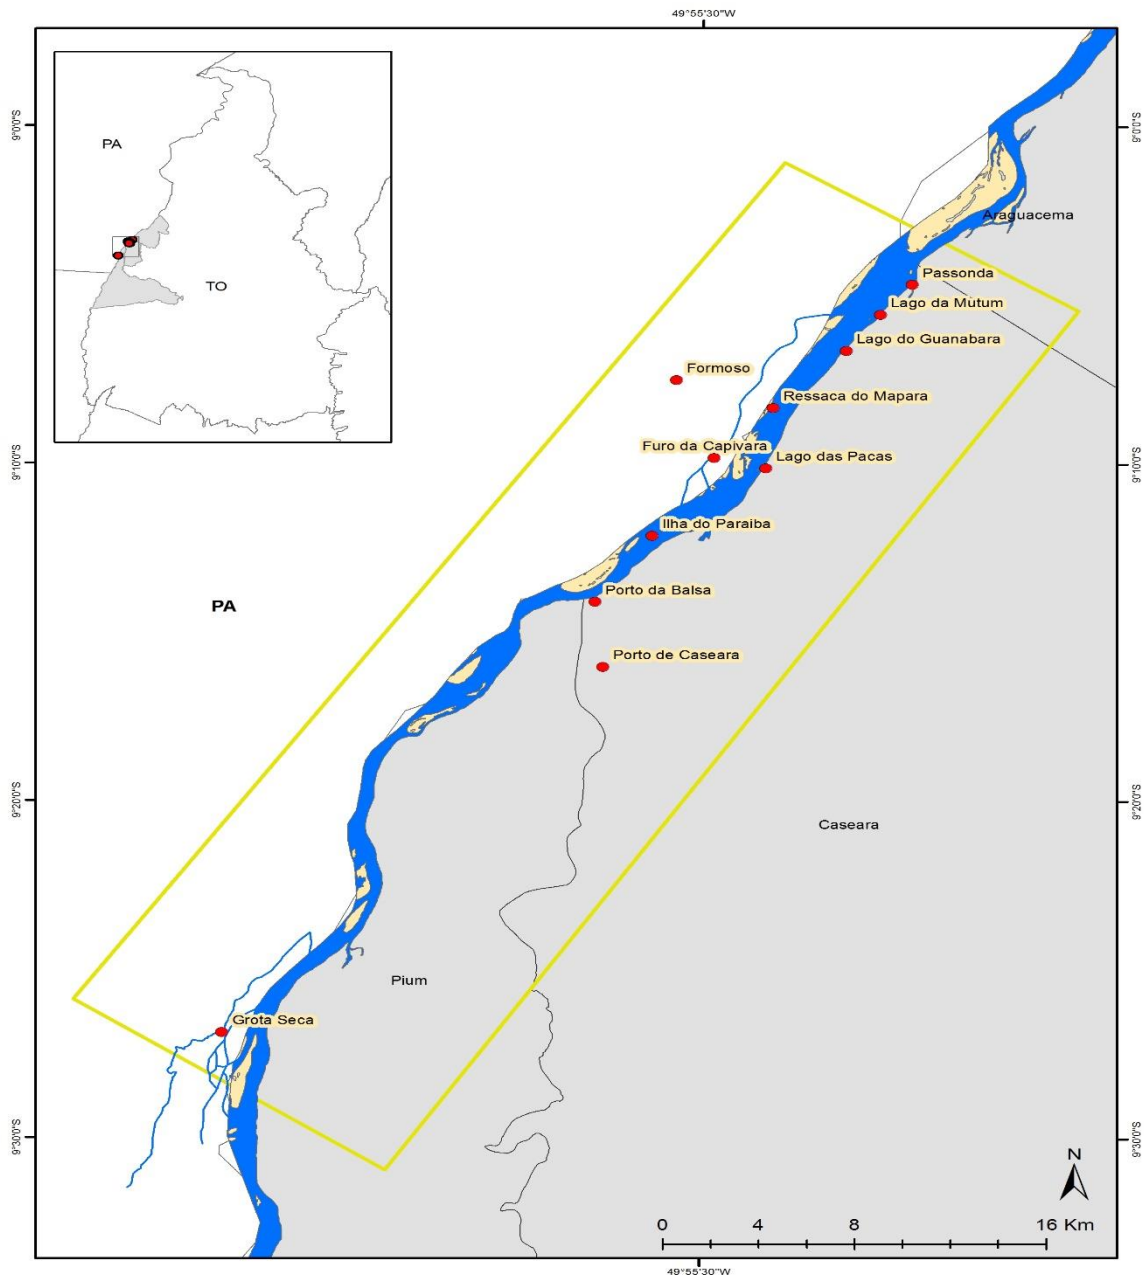 49°55'30"W
9°0'0"S
9°0'0"S
PA
TO
Araguacema
Passonda
Lago da Mutum
Lago do Guanabara
Formoso
Ressaca do Mapara
Furo da Capivara
Lago das Pacas
9°10'0"S
9°10'0"S
Ilha do Paraiba
Porto da Balsa
PA
Porto de Caseara
9°20'0"S
9°20'0"S
Caseara
Pium
Grota Seca
9°30'0"S
9°30'0"S
N
0 4 8 16 Km
49°55'30"W